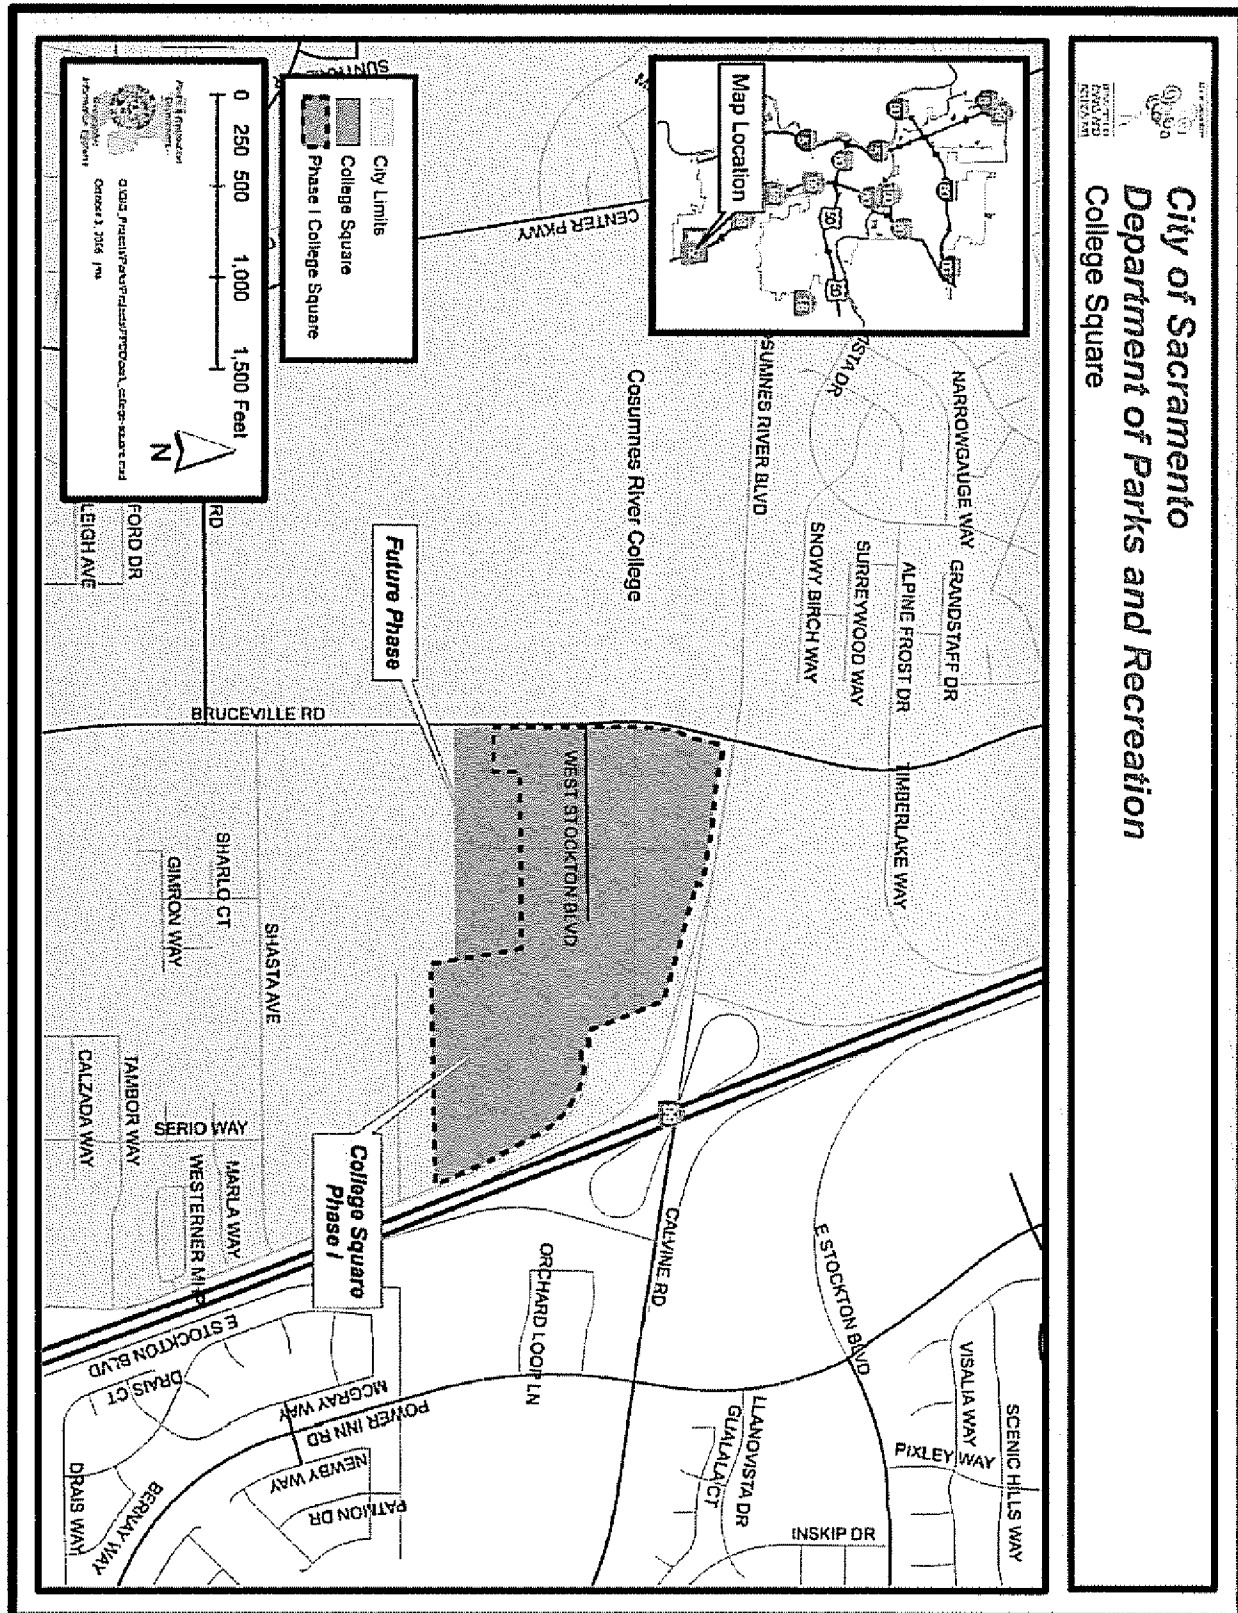 City of Sacramento
Department of Parks and Recreation
College Square
Map Location
City Limits
College Square
Phase I College Square
0 250 500 1,000 1,500 Feet
N
October 3, 2006
NARROWGAUGE WAY
GRANDSTAFF DR
ALPINE FROST DR
SURREYWOOD WAY
SNOWY BIRCH WAY
TIMBERLAKE WAY
Cosumnes River College
CENTER PKWY
BRUCEVILLE RD
WEST STOCKTON BLVD
Future Phase
College Square
Phase I
RD
FORD DR
LEIGH AVE
SHASTA AVE
SHARLO CT
GIMRON WAY
SERIO WAY
TAMBOR WAY
CALZADA WAY
MARLA WAY
E STOCKTON BLVD
CALVINE RD
E STOCKTON BLVD
ORCHARD LOOP LN
POWER INN RD
MCGRAY WAY
NEWBY WAY
PATMON DR
DRAIS CT
DRAIS WAY
BERNAY WAY
SCENIC HILLS WAY
VISALIA WAY
PIXLEY WAY
LLANOVISTA DR
GUALALA CT
INSKIP DR